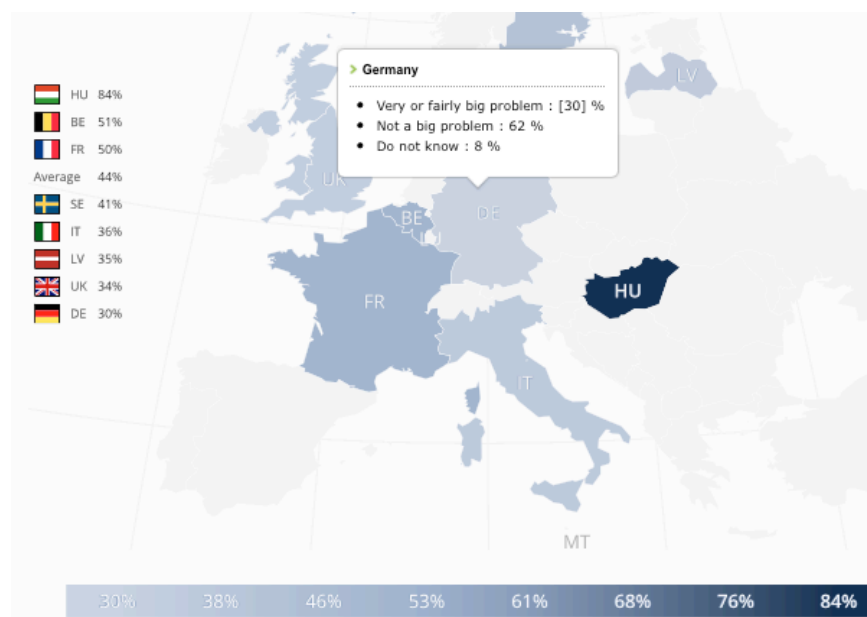 HU 84%
BE 51%
FR 50%
Average 44%
SE 41%
IT 36%
LV 35%
UK 34%
DE 30%
Germany
Very or fairly big problem : [30] %
Not a big problem : 62 %
Do not know : 8 %
LV
UK
DE
BE
LU
FR
HU
IT
MT
30% 38% 46% 53% 61% 68% 76% 84%